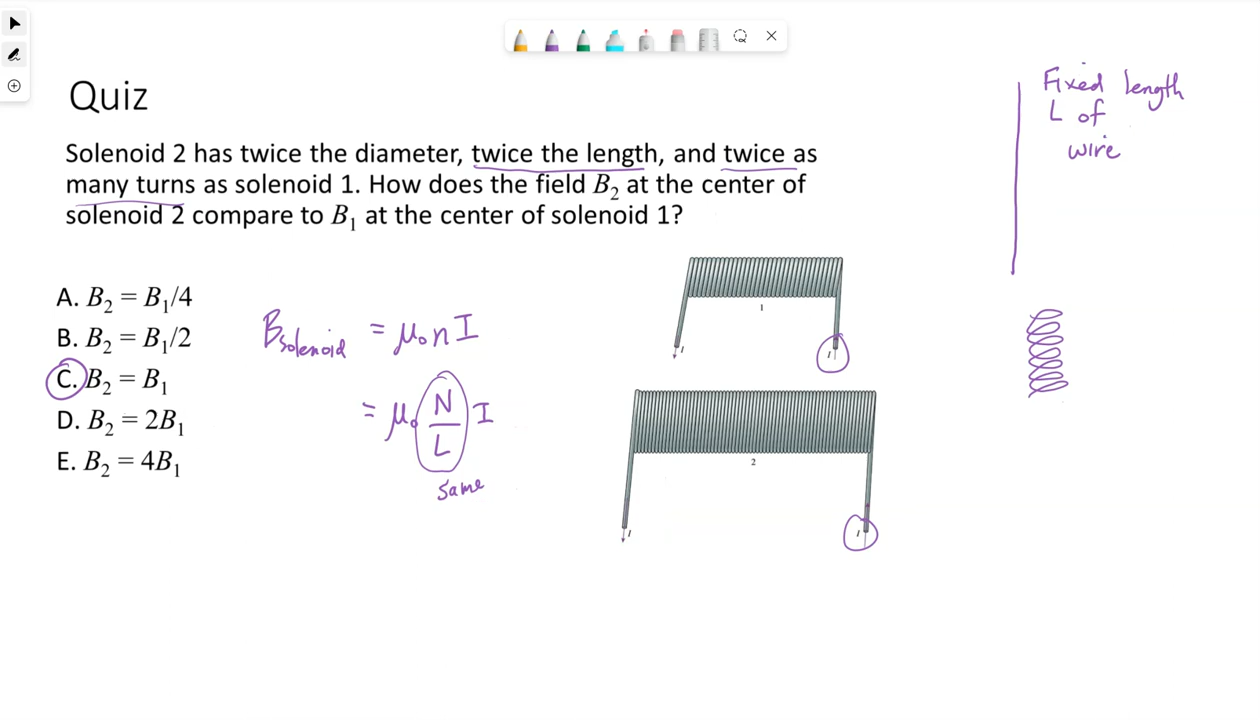 Quiz
Solenoid 2 has twice the diameter, twice the length, and twice as
many turns as solenoid 1. How does the field B₂ at the center of
solenoid 2 compare to B₁ at the center of solenoid 1?
A. B₂ = B₁/4
B. B₂ = B₁/2
C. B₂ = B₁
D. B₂ = 2B₁
E. B₂ = 4B₁
Bsolenoid = μ₀nI
= μ₀ N/L I
same
I
1
I
2
I
I
Fixed length
L of
wire